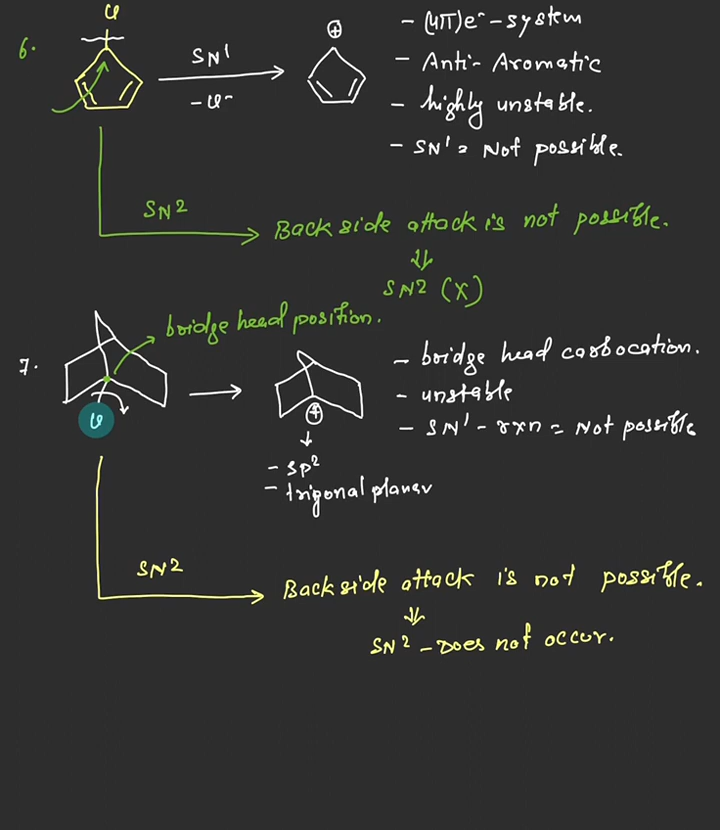 Cl
6.
SN1
-Cl-
⊕
- (4π)e⁻-system
- Anti-Aromatic
- highly unstable.
- SN1 = Not possible.
SN2
Back side attack is not possible.
⇓
SN2 (X)
bridge head position.
7.
Cl
⊕
- sp²
- trigonal planar
- bridge head carbocation.
- unstable
- SN1 - rxn = Not possible
SN2
Back side attack is not possible.
⇓
SN2 - Does not occur.